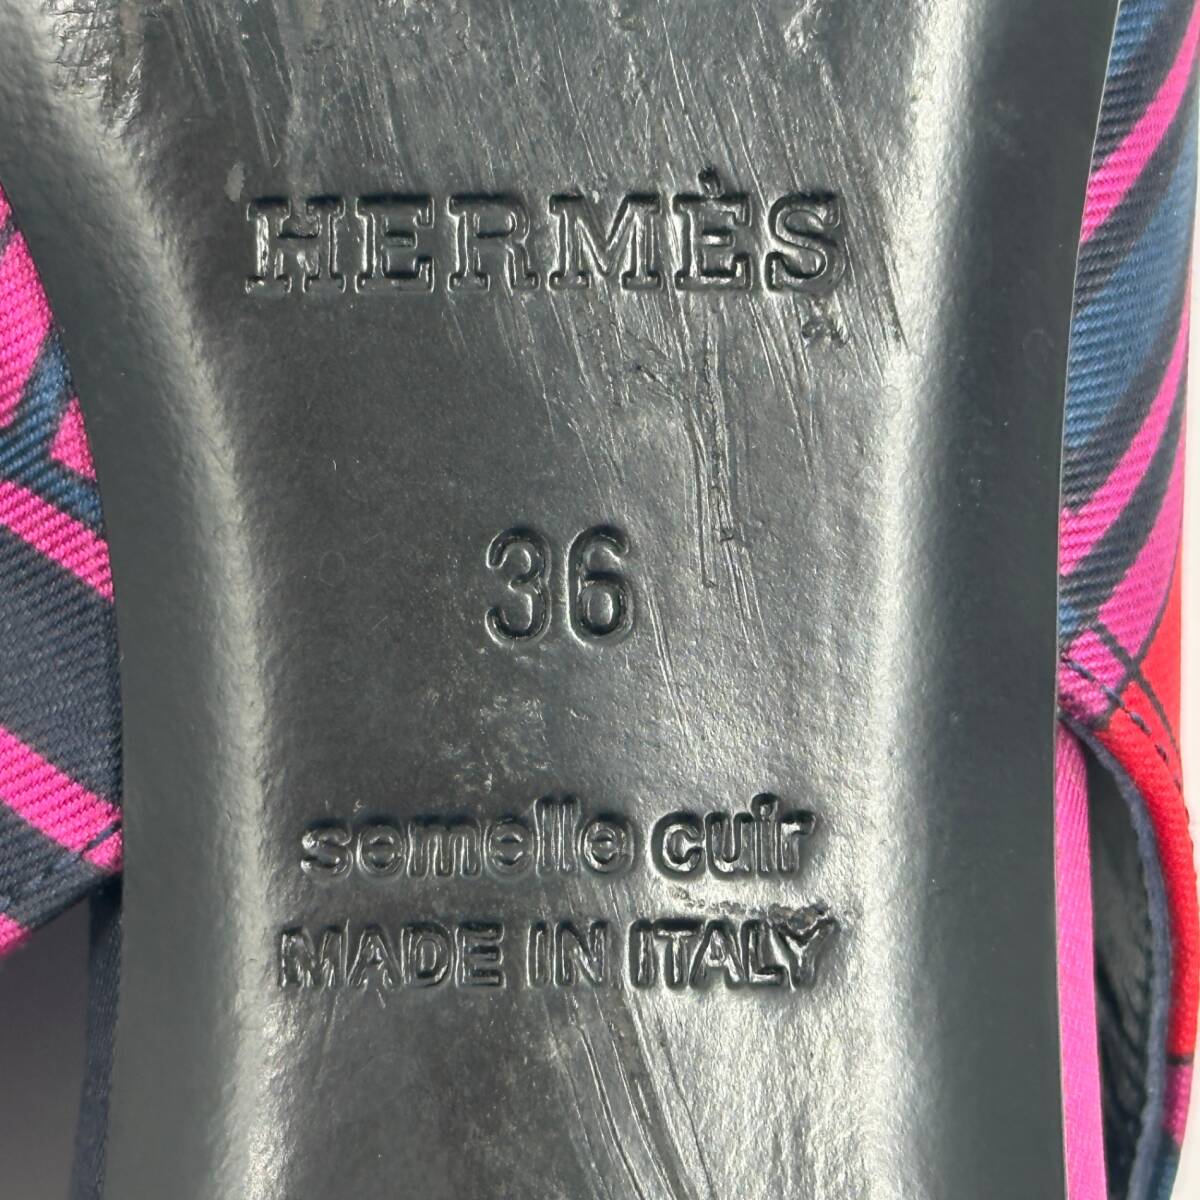 HERMÈS
36
semelle cuir
MADE IN ITALY